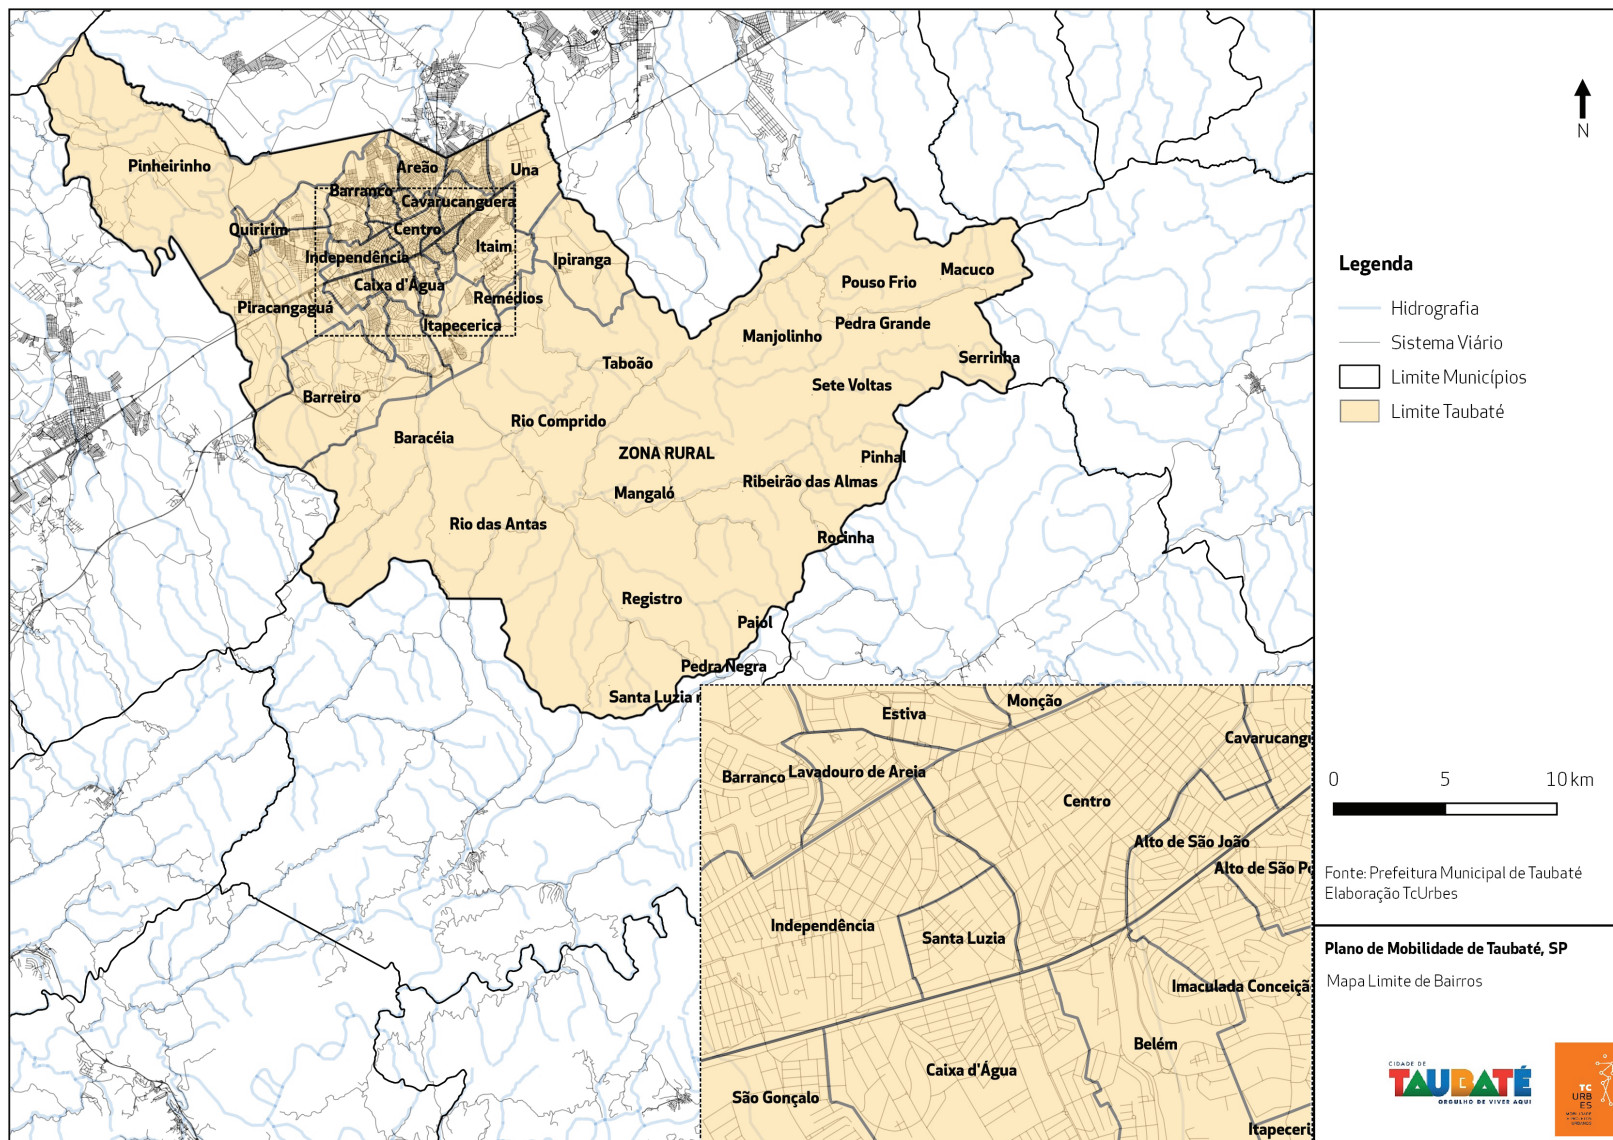 Pinheirinho
Areão
Una
Barranco
Cavarucanguera
Quiririm
Centro
Itaim
Independência
Ipiranga
Caixa d'Água
Remédios
Piracangaguá
Itapecerica
Macuco
Pouso Frio
Pedra Grande
Manjolinho
Serrinha
Taboão
Sete Voltas
Barreiro
Rio Comprido
Baracéia
ZONA RURAL
Pinhal
Ribeirão das Almas
Mangaló
Rio das Antas
Rocinha
Registro
Paiol
Pedra Negra
Santa Luzia r
Monção
Estiva
Cavarucangu
Barranco
Lavadouro de Areia
Centro
Alto de São João
Alto de São Pe
Independência
Santa Luzia
Imaculada Conceiçã
Belém
Caixa d'Água
São Gonçalo
Itapeceri
N
Legenda
Hidrografia
Sistema Viário
Limite Municípios
Limite Taubaté
0 5 10 km
Fonte: Prefeitura Municipal de Taubaté
Elaboração TcUrbes
Plano de Mobilidade de Taubaté, SP
Mapa Limite de Bairros
CIDADE DE
TAUBATÉ
ORGULHO DE VIVER AQUI
TC
URB
ES